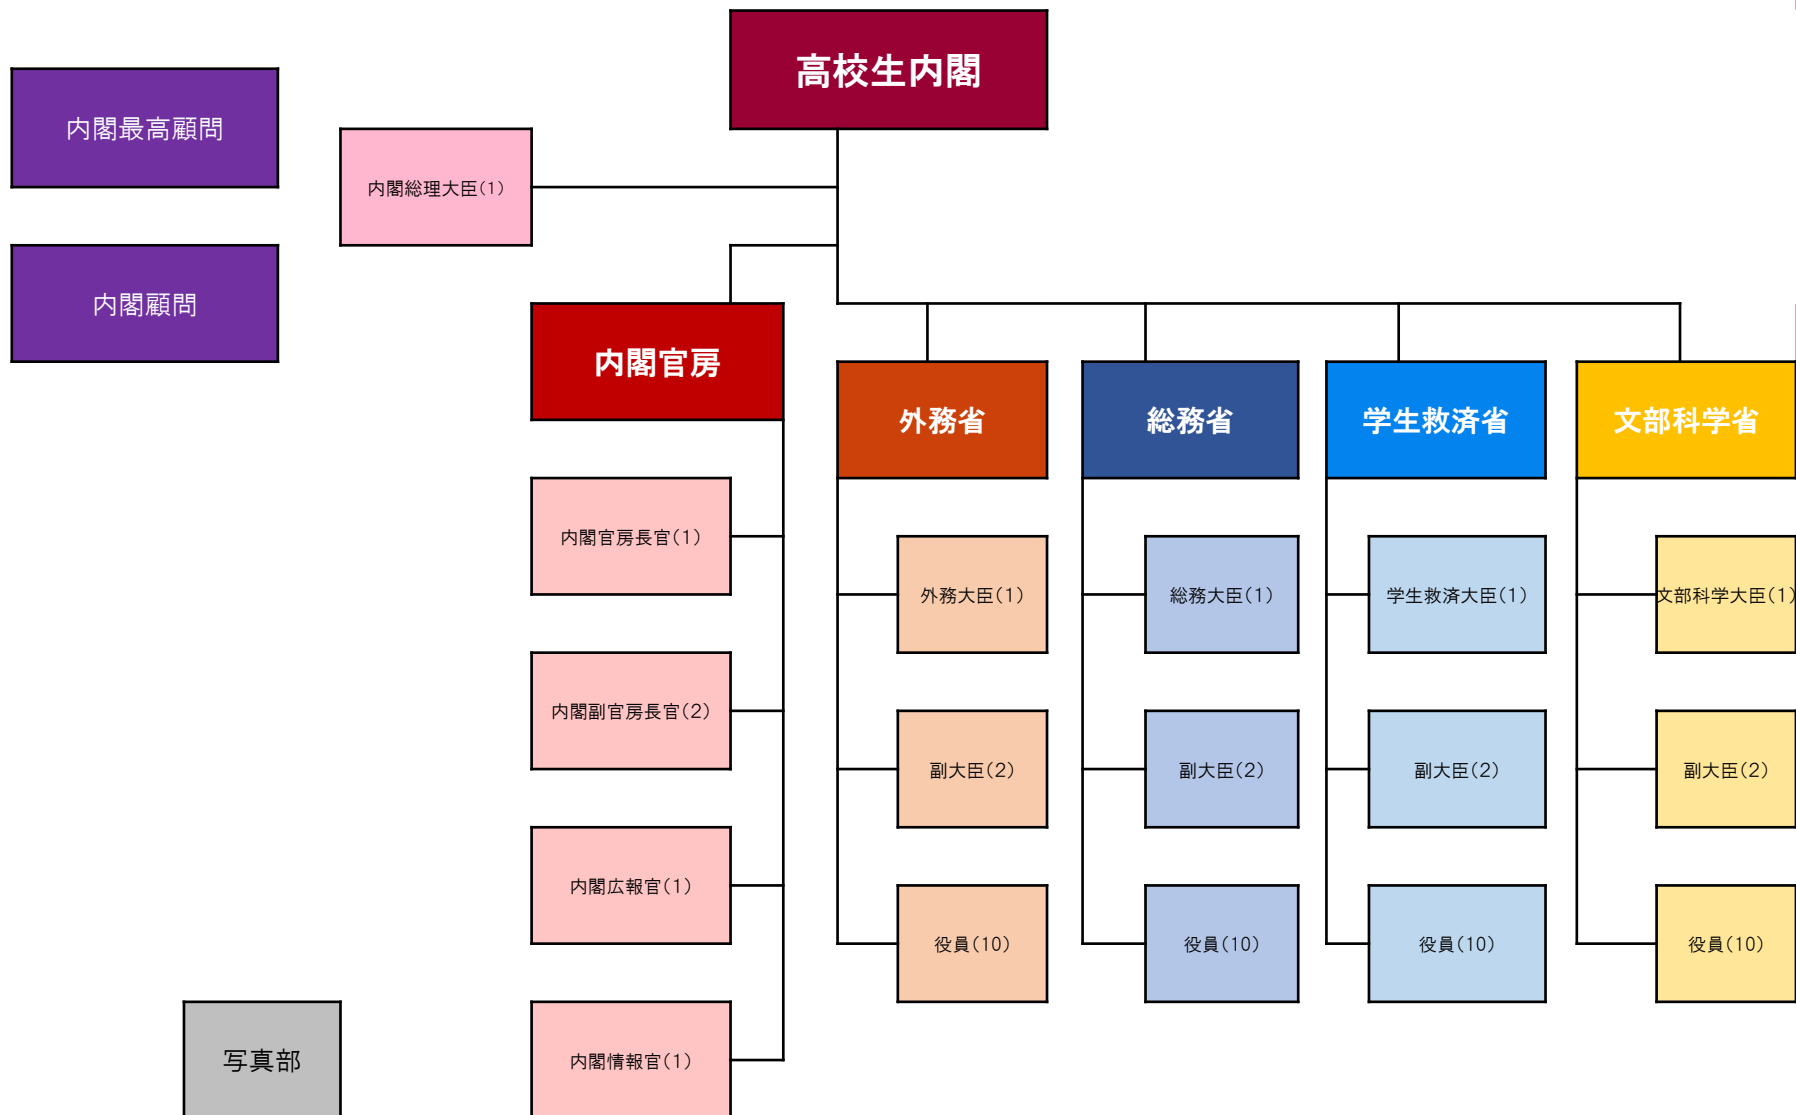 高校生内閣
内閣最高顧問
内閣総理大臣(1)
内閣顧問
内閣官房
外務省
総務省
学生救済省
文部科学省
内閣官房長官(1)
外務大臣(1)
総務大臣(1)
学生救済大臣(1)
文部科学大臣(1)
内閣副官房長官(2)
副大臣(2)
副大臣(2)
副大臣(2)
副大臣(2)
内閣広報官(1)
役員(10)
役員(10)
役員(10)
役員(10)
写真部
内閣情報官(1)